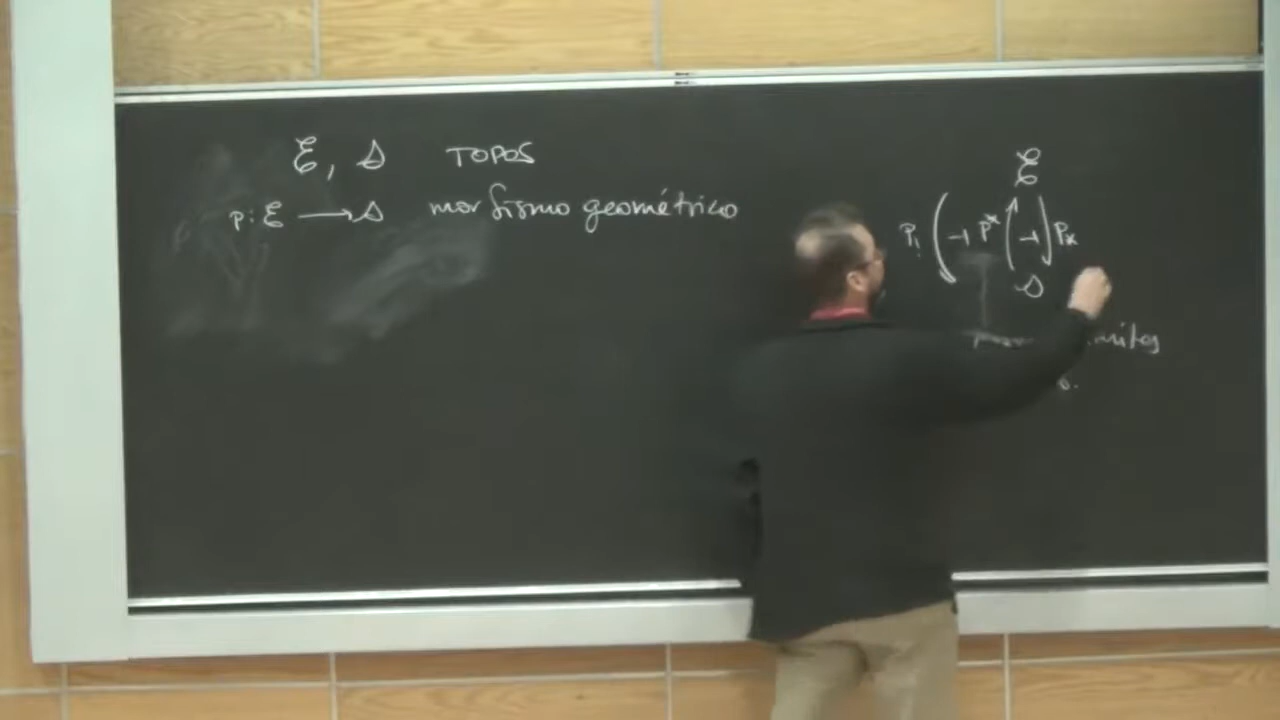 ℰ, 𝒮 TOPOS
p: ℰ ⟶ 𝒮 morfismo geométrico
ℰ
p! ⊣ p* ⊣ p*
𝒮